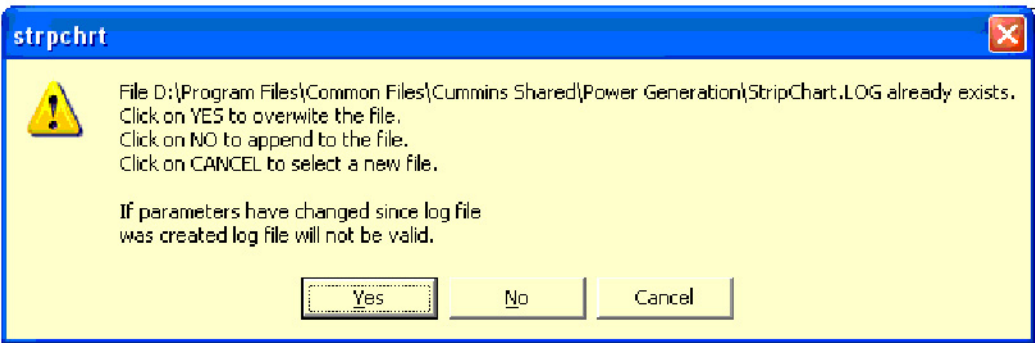 strpchrt
File D:\Program Files\Common Files\Cummins Shared\Power Generation\StripChart.LOG already exists.
Click on YES to overwite the file.
Click on NO to append to the file.
Click on CANCEL to select a new file.
If parameters have changed since log file
was created log file will not be valid.
Yes No Cancel